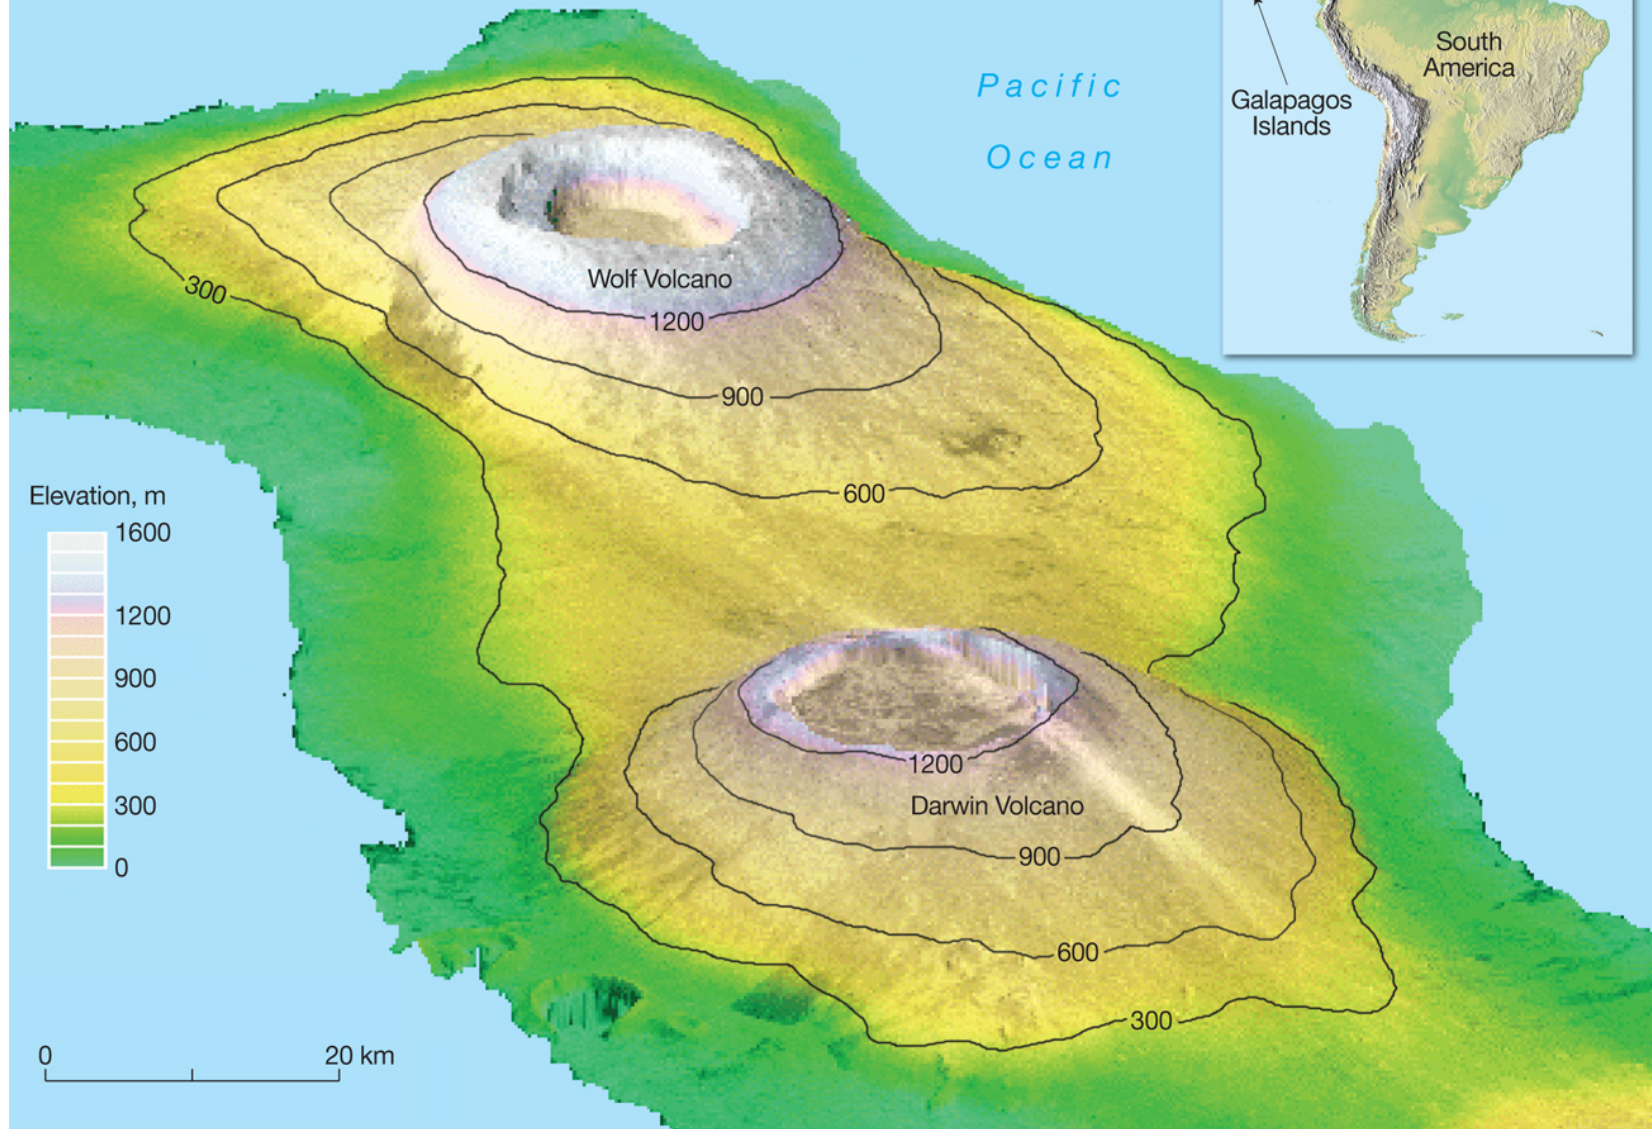 Pacific
Ocean
South
America
Galapagos
Islands
300
Wolf Volcano
1200
900
600
Elevation, m
1600
1200
900
600
300
0
1200
Darwin Volcano
900
600
300
0
20 km